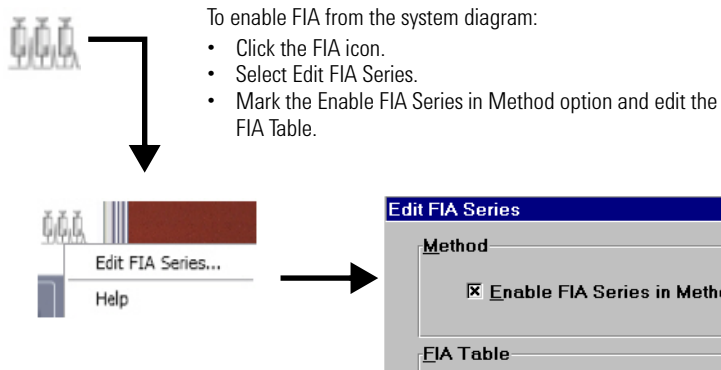 To enable FIA from the system diagram:
• Click the FIA icon.
• Select Edit FIA Series.
• Mark the Enable FIA Series in Method option and edit the
FIA Table.
Edit FIA Series...
Help
Edit FIA Series
Method
Enable FIA Series in Meth
FIA Table